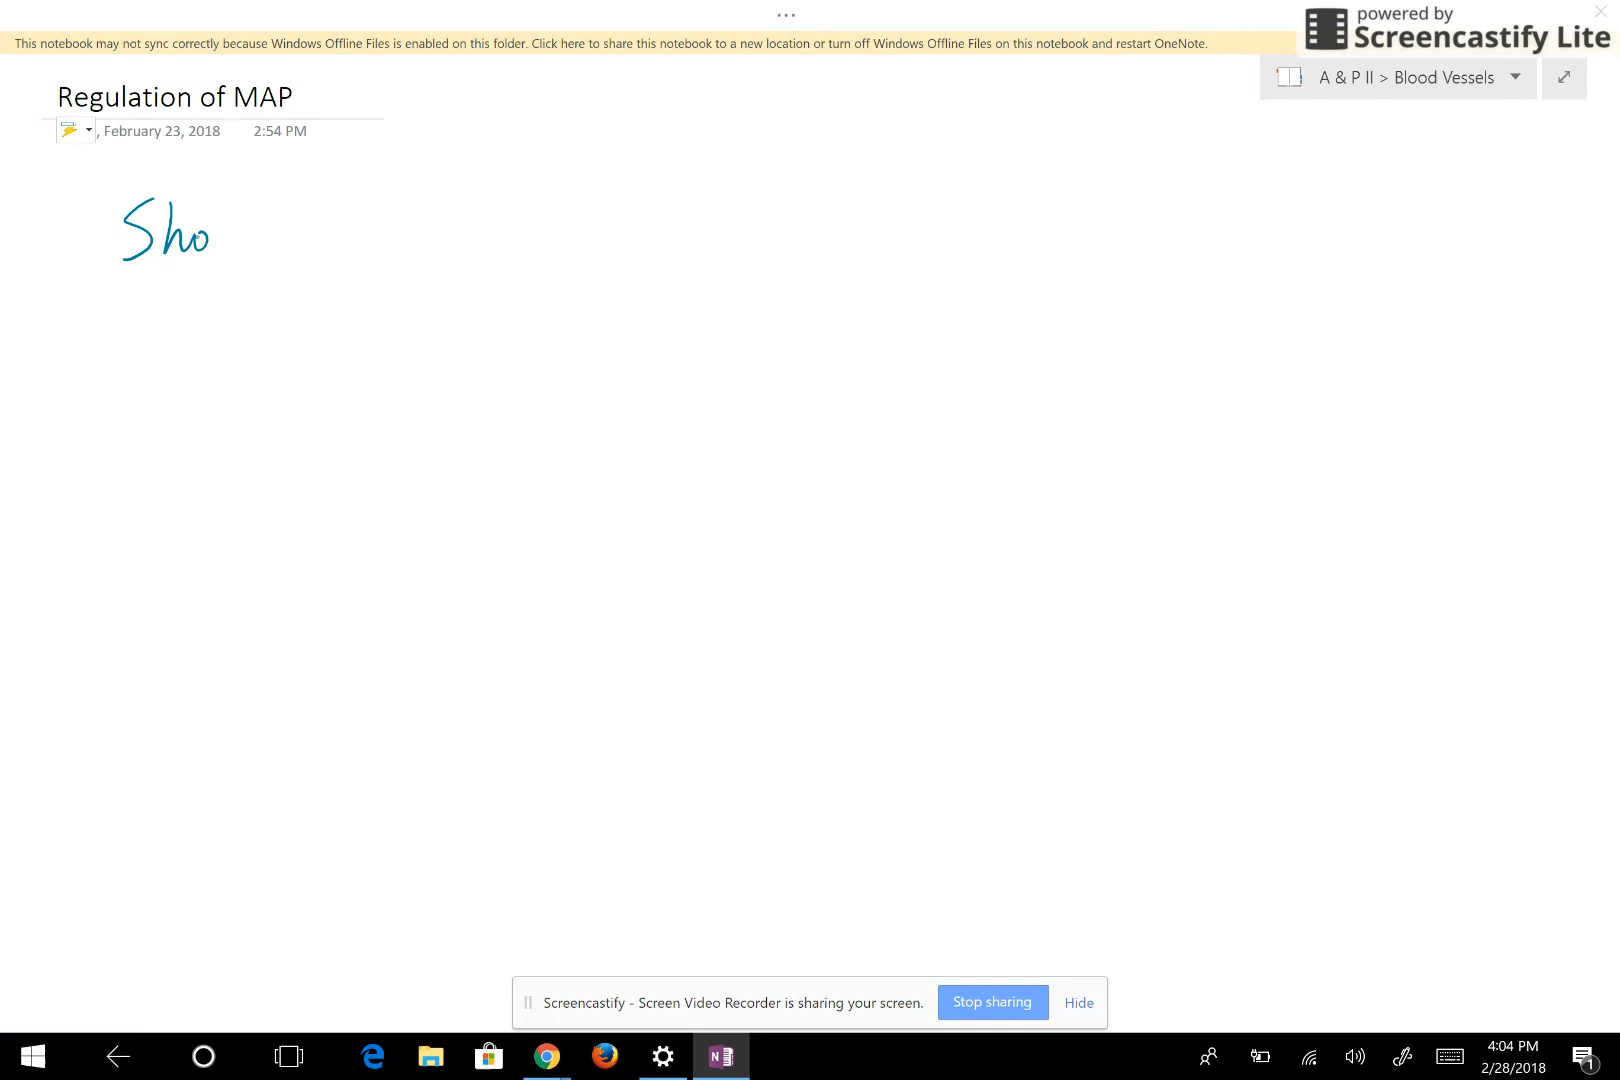 ...
powered by
Screencastify Lite
This notebook may not sync correctly because Windows Offline Files is enabled on this folder. Click here to share this notebook to a new location or turn off Windows Offline Files on this notebook and restart OneNote.
A & P II > Blood Vessels
Regulation of MAP
, February 23, 2018 2:54 PM
Sho
Screencastify - Screen Video Recorder is sharing your screen. Stop sharing Hide
4:04 PM
2/28/2018
1